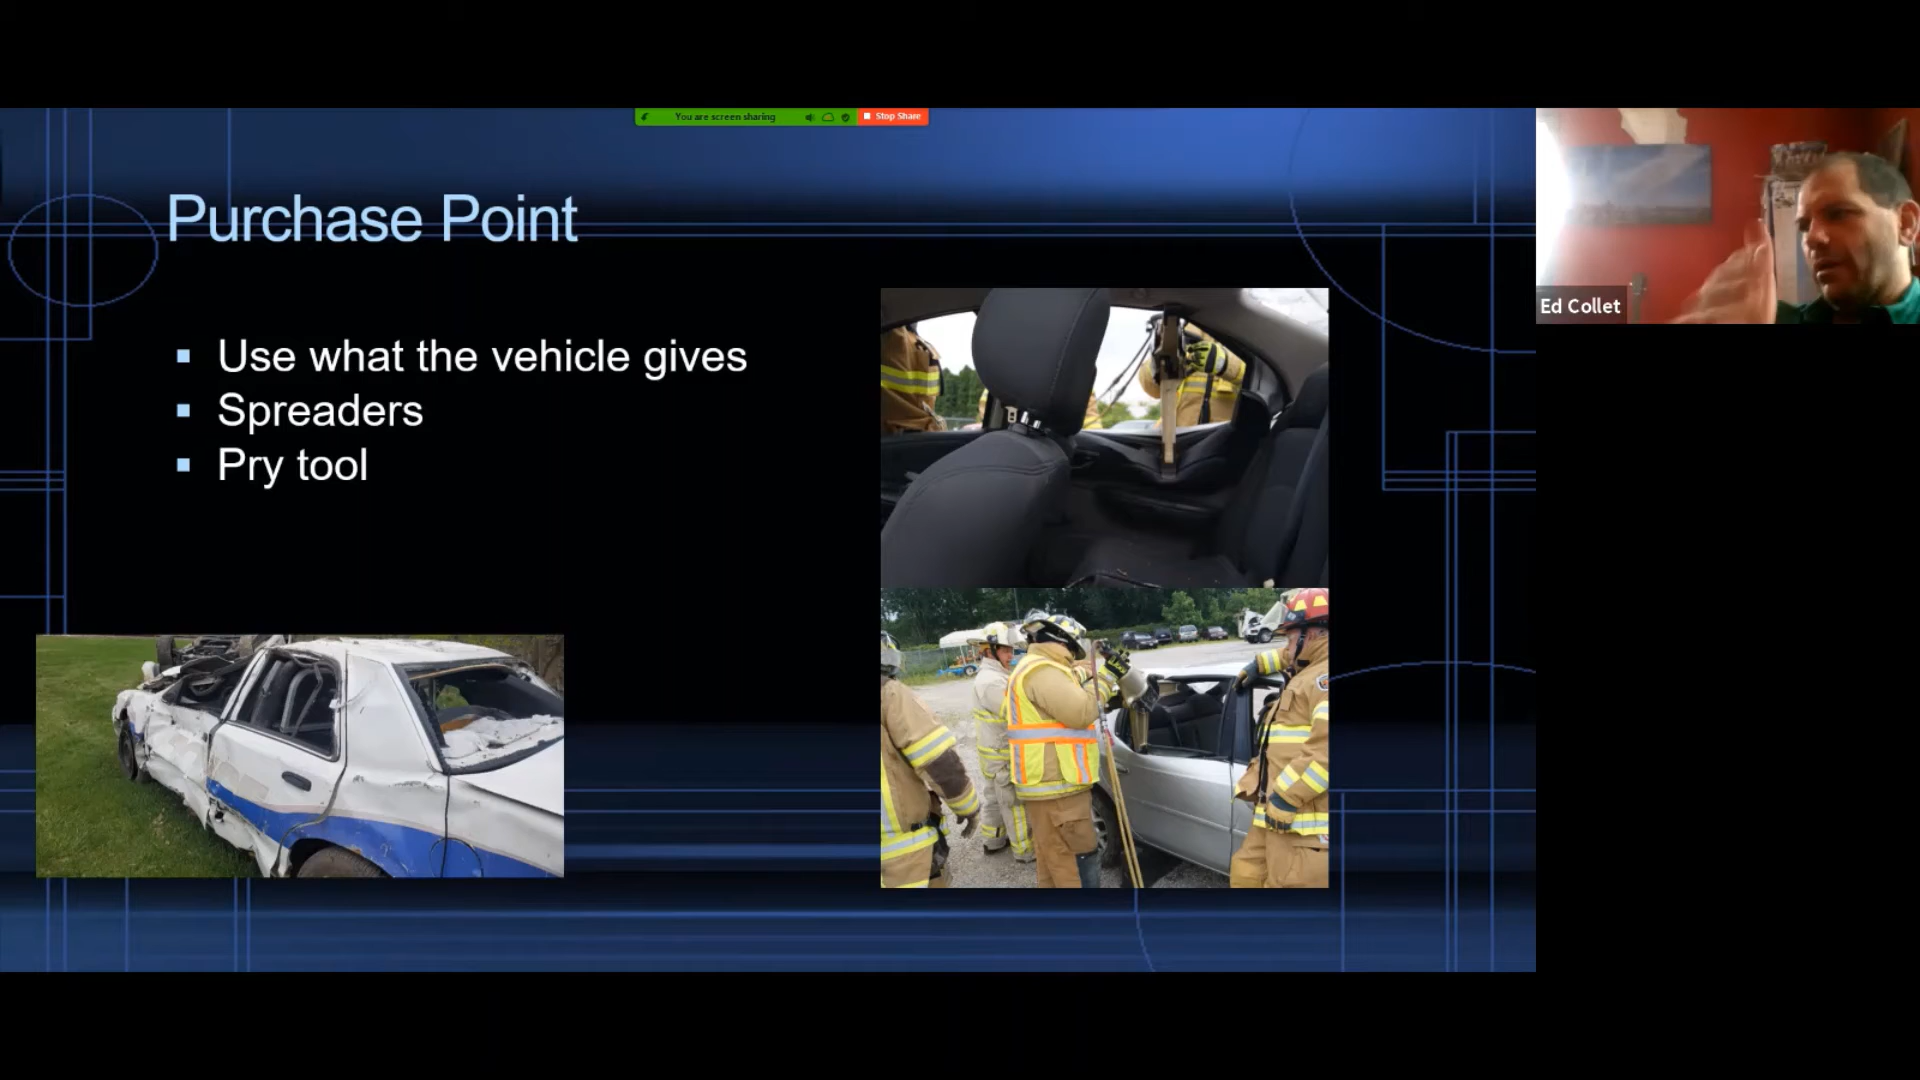 You are screen sharing
Stop Share
Purchase Point
Use what the vehicle gives
Spreaders
Pry tool
Ed Collet